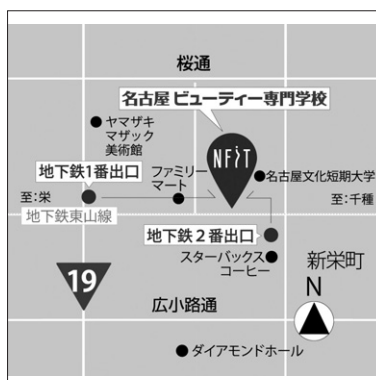 桜通
名古屋 ビューティー専門学校
ヤマザキ
マザック
美術館
NFiT
地下鉄1番出口
ファミリー
マート
名古屋文化短期大学
至:栄
至:千種
地下鉄東山線
地下鉄2番出口
スターバックス
コーヒー
新栄町
19
N
広小路通
ダイアモンドホール